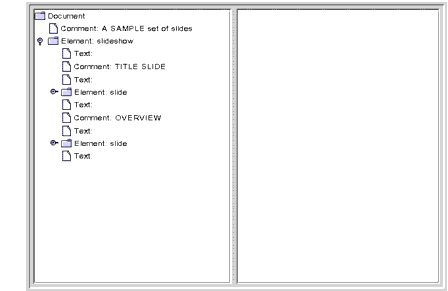 Document
Comment: A SAMPLE set of slides
Element: slideshow
Text:
Comment: TITLE SLIDE
Text:
Element: slide
Text:
Comment: OVERVIEW
Text:
Element: slide
Text: